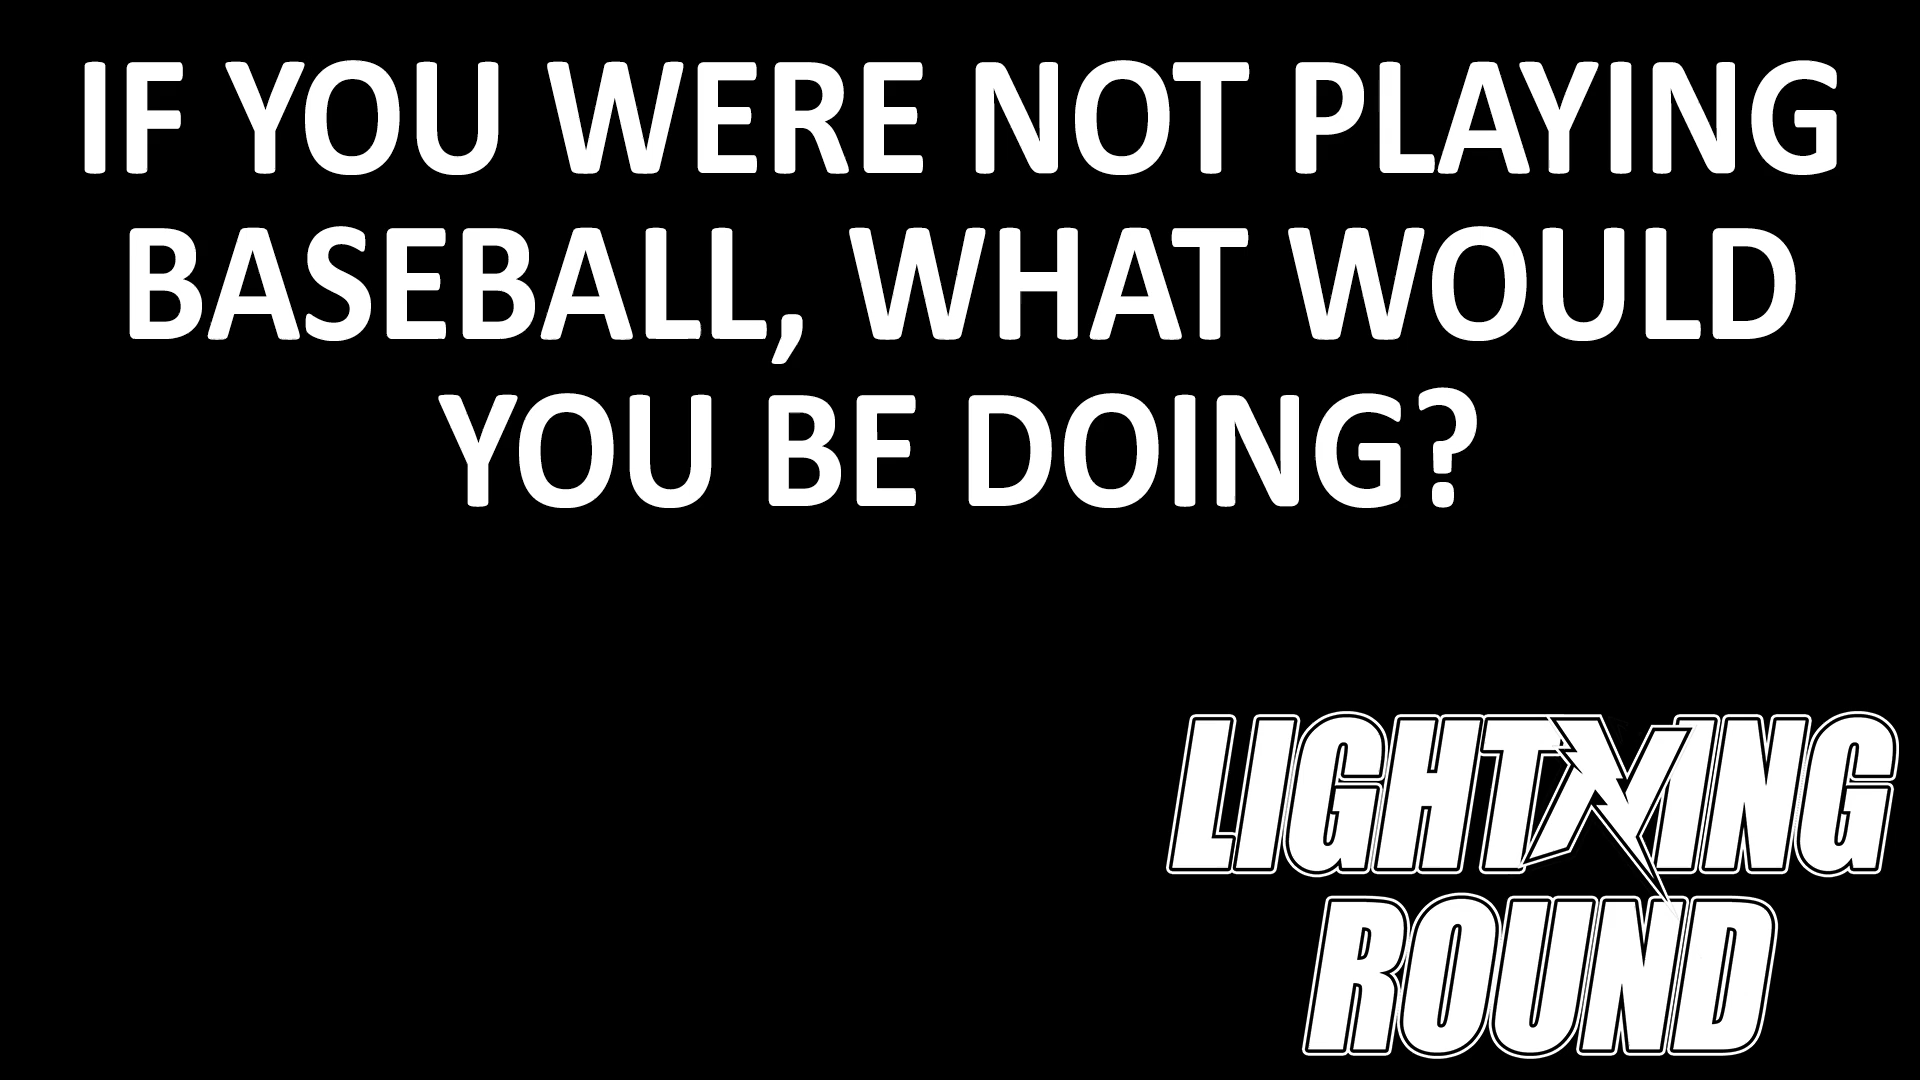 IF YOU WERE NOT PLAYING
BASEBALL, WHAT WOULD
YOU BE DOING?
LIGHTNING
ROUND